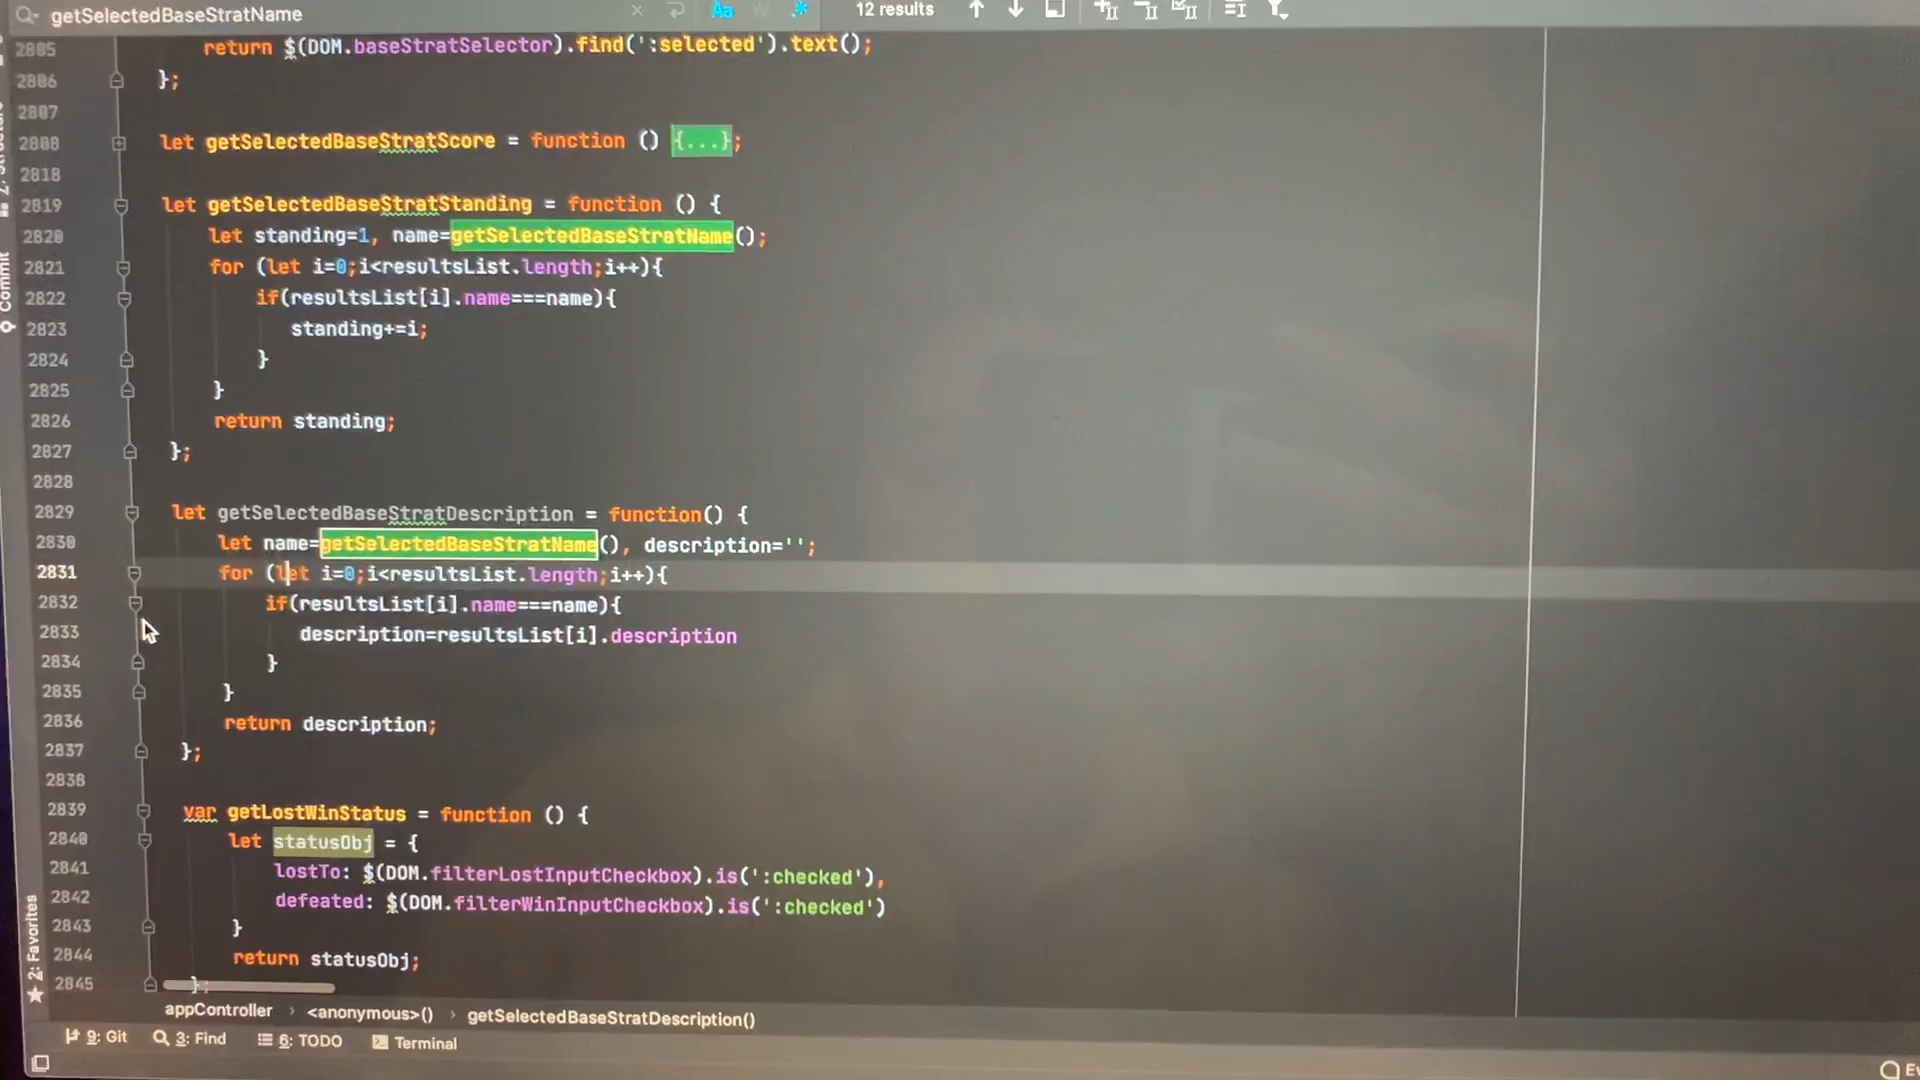 getSelectedBaseStratName
Aa W .* 12 results
2805 return $(DOM.baseStratSelector).find(':selected').text();
2806 };
2807
2808 let getSelectedBaseStratScore = function () {...};
2818
2819 let getSelectedBaseStratStanding = function () {
2820 let standing=1, name=getSelectedBaseStratName();
2821 for (let i=0;i<resultsList.length;i++){
2822 if(resultsList[i].name===name){
2823 standing+=i;
2824 }
2825 }
2826 return standing;
2827 };
2828
2829 let getSelectedBaseStratDescription = function() {
2830 let name=getSelectedBaseStratName(), description='';
2831 for (let i=0;i<resultsList.length;i++){
2832 if(resultsList[i].name===name){
2833 description=resultsList[i].description
2834 }
2835 }
2836 return description;
2837 };
2838
2839 var getLostWinStatus = function () {
2840 let statusObj = {
2841 lostTo: $(DOM.filterLostInputCheckbox).is(':checked'),
2842 defeated: $(DOM.filterWinInputCheckbox).is(':checked')
2843 }
2844 return statusObj;
2845 };
Commit
2: Favorites
appController › <anonymous>() › getSelectedBaseStratDescription()
9: Git 3: Find 6: TODO Terminal